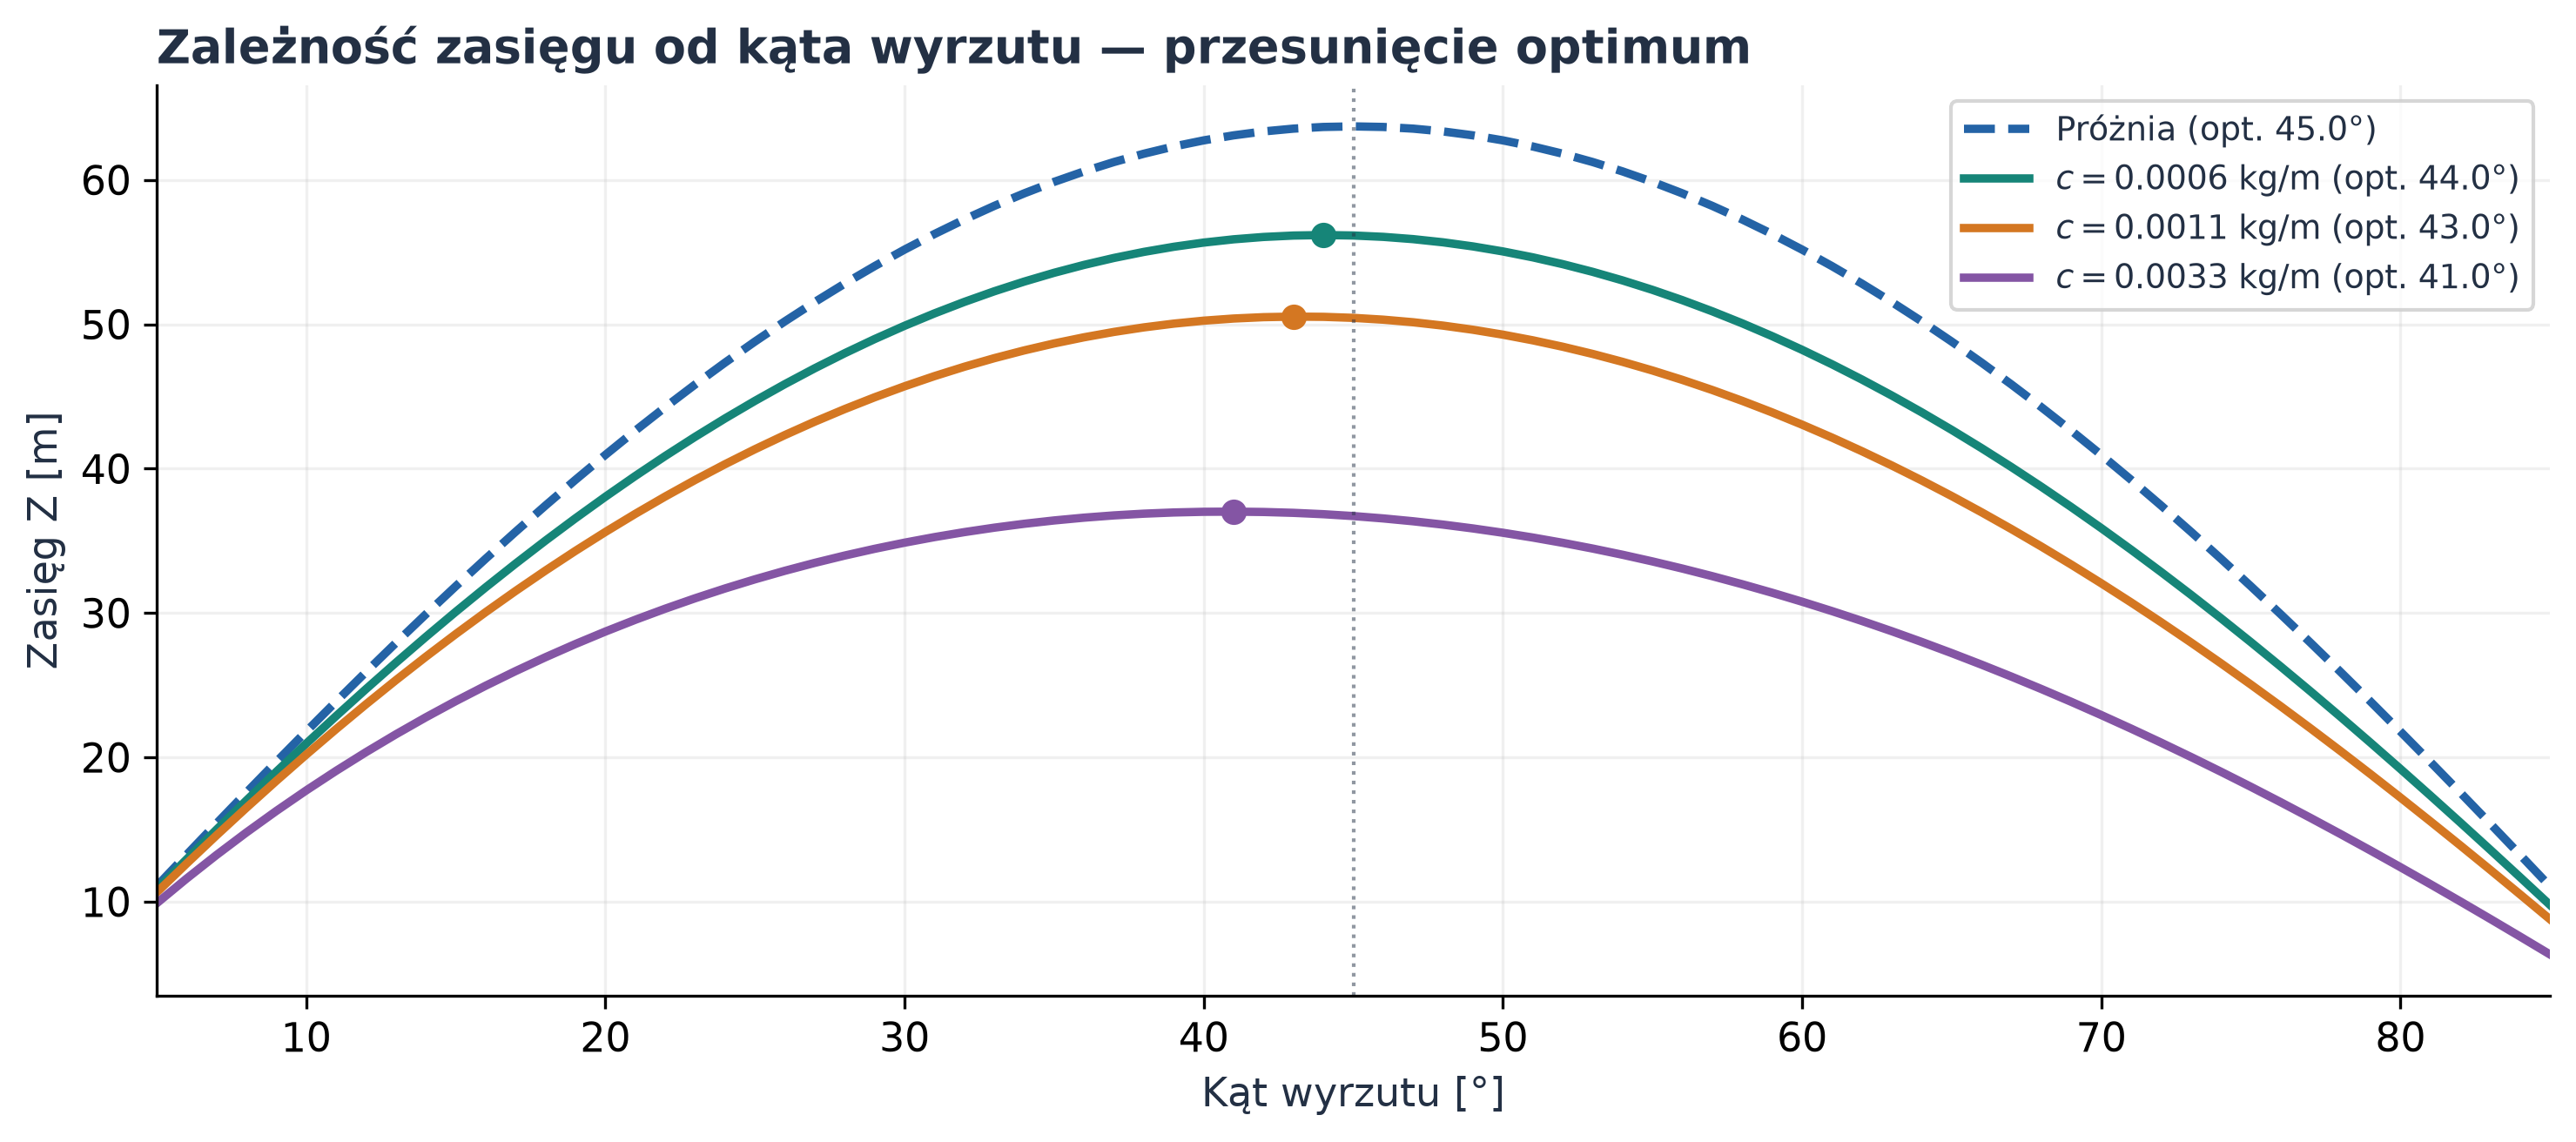 Zależność zasięgu od kąta wyrzutu — przesunięcie optimum
Próżnia (opt. 45.0°)
c = 0.0006 kg/m (opt. 44.0°)
c = 0.0011 kg/m (opt. 43.0°)
c = 0.0033 kg/m (opt. 41.0°)
Zasięg Z [m]
60
50
40
30
20
10
10 20 30 40 50 60 70 80
Kąt wyrzutu [°]